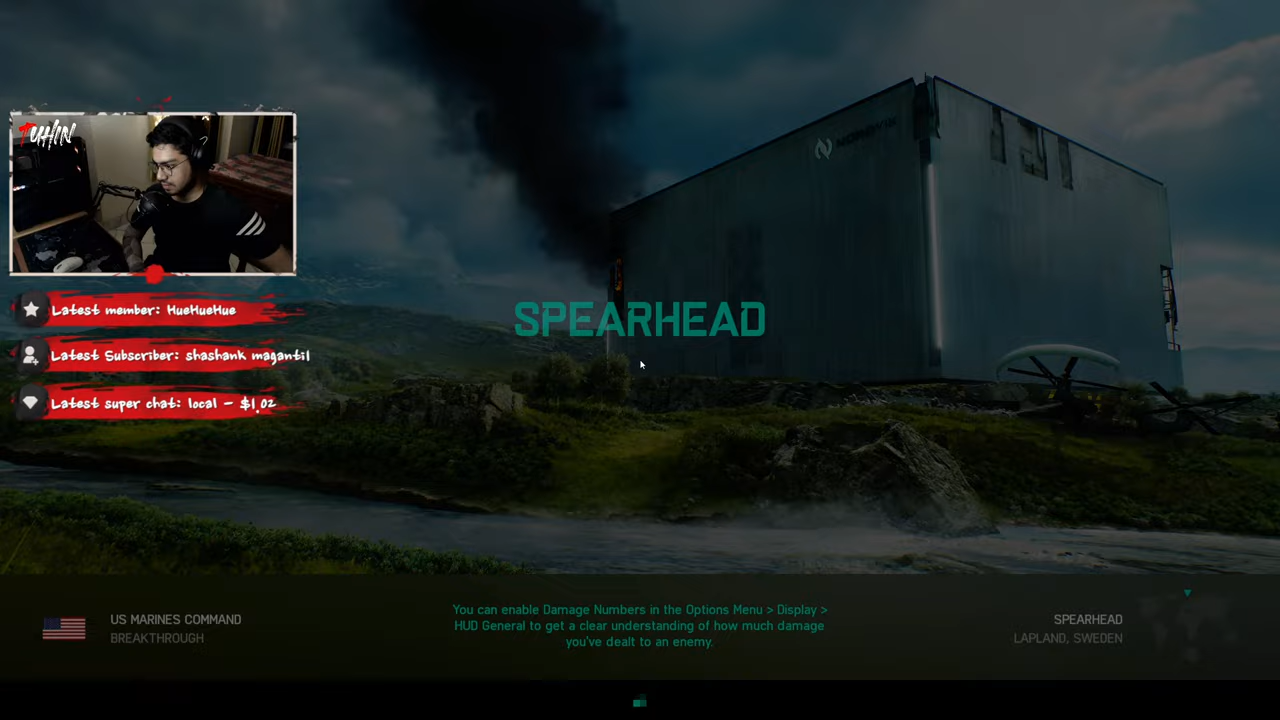 TUHIN
Latest member: HueHueHue
Latest Subscriber: shashank magantil
Latest super chat: local - $1.02
SPEARHEAD
US MARINES COMMAND
BREAKTHROUGH
You can enable Damage Numbers in the Options Menu > Display >
HUD General to get a clear understanding of how much damage
you've dealt to an enemy.
SPEARHEAD
LAPLAND, SWEDEN